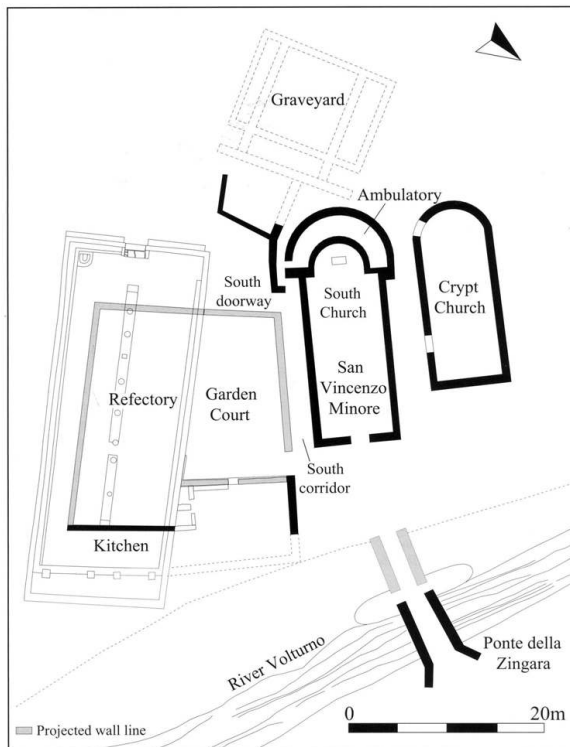 Graveyard
Ambulatory
South
doorway
South
Church
Crypt
Church
San
Vincenzo
Minore
Refectory
Garden
Court
South
corridor
Kitchen
River Volturno
Ponte della
Zingara
Projected wall line
0
20m